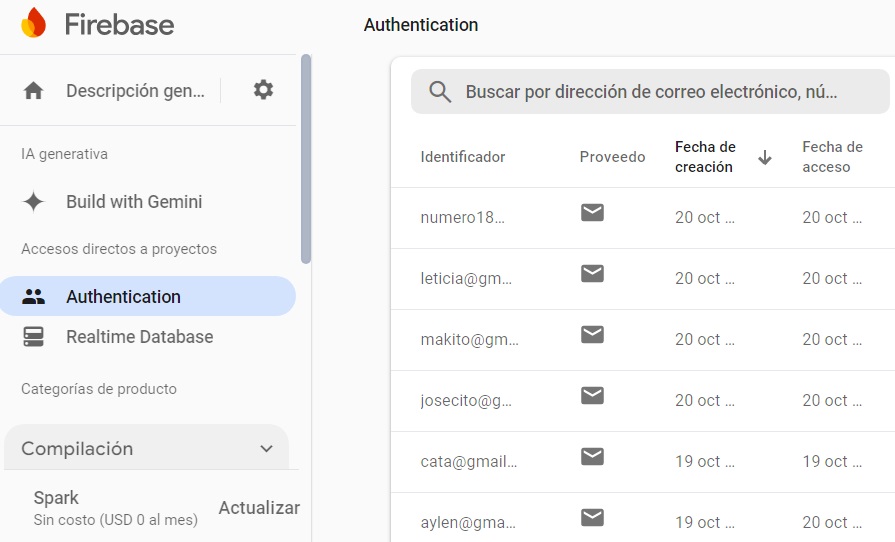 Firebase
Descripción gen...
IA generativa
Build with Gemini
Accesos directos a proyectos
Authentication
Realtime Database
Categorías de producto
Compilación
Spark
Sin costo (USD 0 al mes)
Actualizar
Authentication
Buscar por dirección de correo electrónico, nú...
Identificador Proveedo Fecha de creación Fecha de acceso
numero18... 20 oct ... 20 oct ...
leticia@gm... 20 oct ... 20 oct ...
makito@gm... 20 oct ... 20 oct ...
josecito@g... 20 oct ... 20 oct ...
cata@gmail... 19 oct ... 19 oct ...
aylen@gma... 19 oct ... 20 oct ...